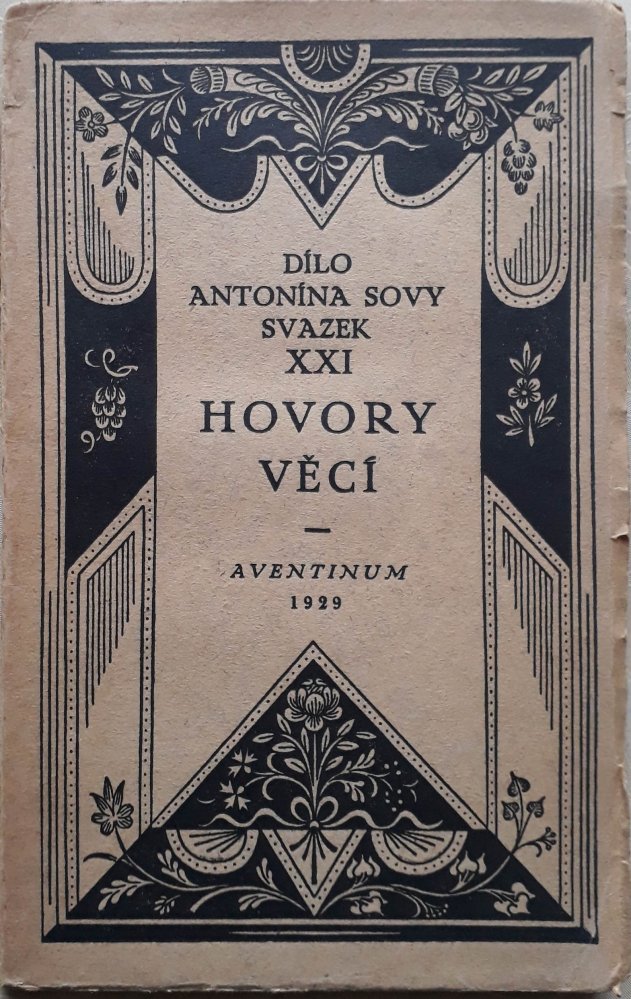 DÍLO
ANTONÍNA SOVY
SVAZEK
XXI
HOVORY
VĚCÍ
—
AVENTINUM
1929